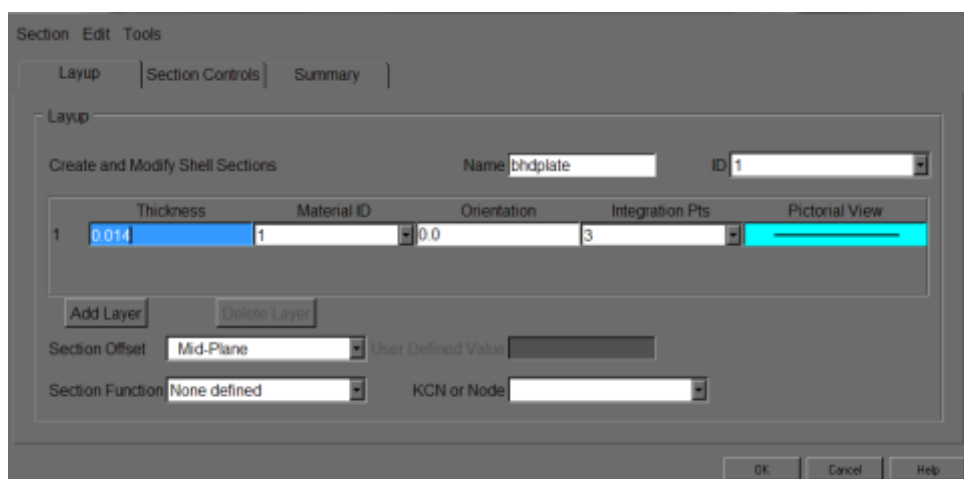 Section Edit Tools
Layup Section Controls Summary
Layup
Create and Modify Shell Sections Name bhdplate ID 1
Thickness Material ID Orientation Integration Pts Pictorial View
1 0.014 1 0.0 3
Add Layer Delete Layer
Section Offset Mid-Plane User Defined Value
Section Function None defined KCN or Node
OK Cancel Help